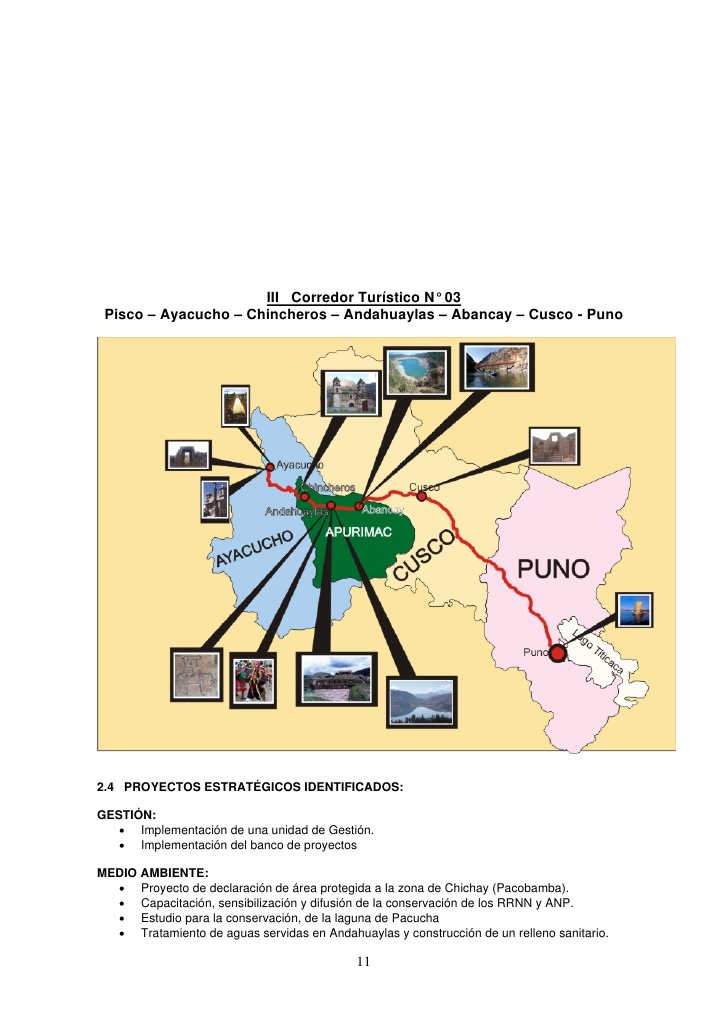 III Corredor Turístico N° 03
Pisco – Ayacucho – Chincheros – Andahuaylas – Abancay – Cusco - Puno
Ayacucho
Chincheros
Cusco
Andahuaylas
Abancay
APURIMAC
AYACUCHO
CUSCO
PUNO
Lago Titicaca
Puno
2.4 PROYECTOS ESTRATÉGICOS IDENTIFICADOS:
GESTIÓN:
• Implementación de una unidad de Gestión.
• Implementación del banco de proyectos
MEDIO AMBIENTE:
• Proyecto de declaración de área protegida a la zona de Chichay (Pacobamba).
• Capacitación, sensibilización y difusión de la conservación de los RRNN y ANP.
• Estudio para la conservación, de la laguna de Pacucha
• Tratamiento de aguas servidas en Andahuaylas y construcción de un relleno sanitario.
11